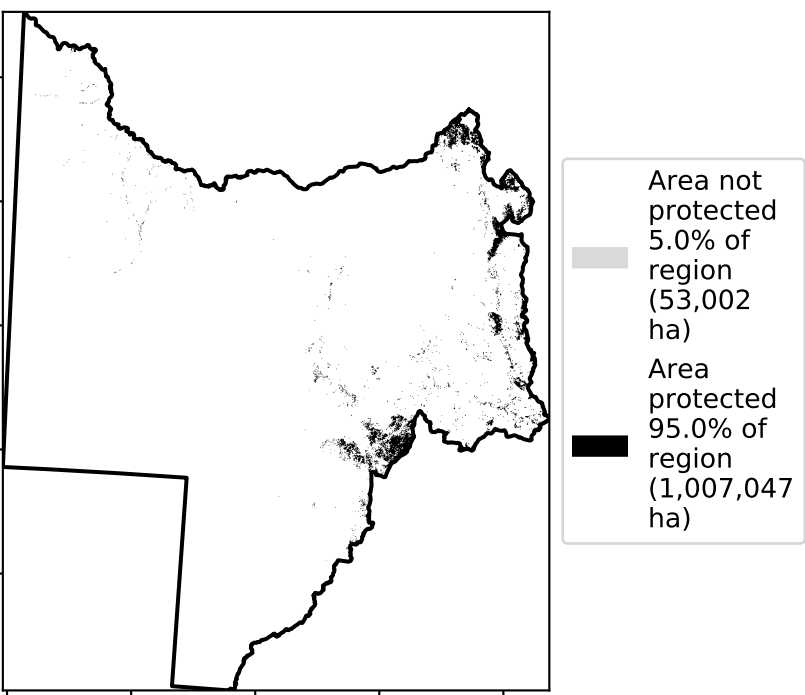 Area not
protected
5.0% of
region
(53,002
ha)
Area
protected
95.0% of
region
(1,007,047
ha)